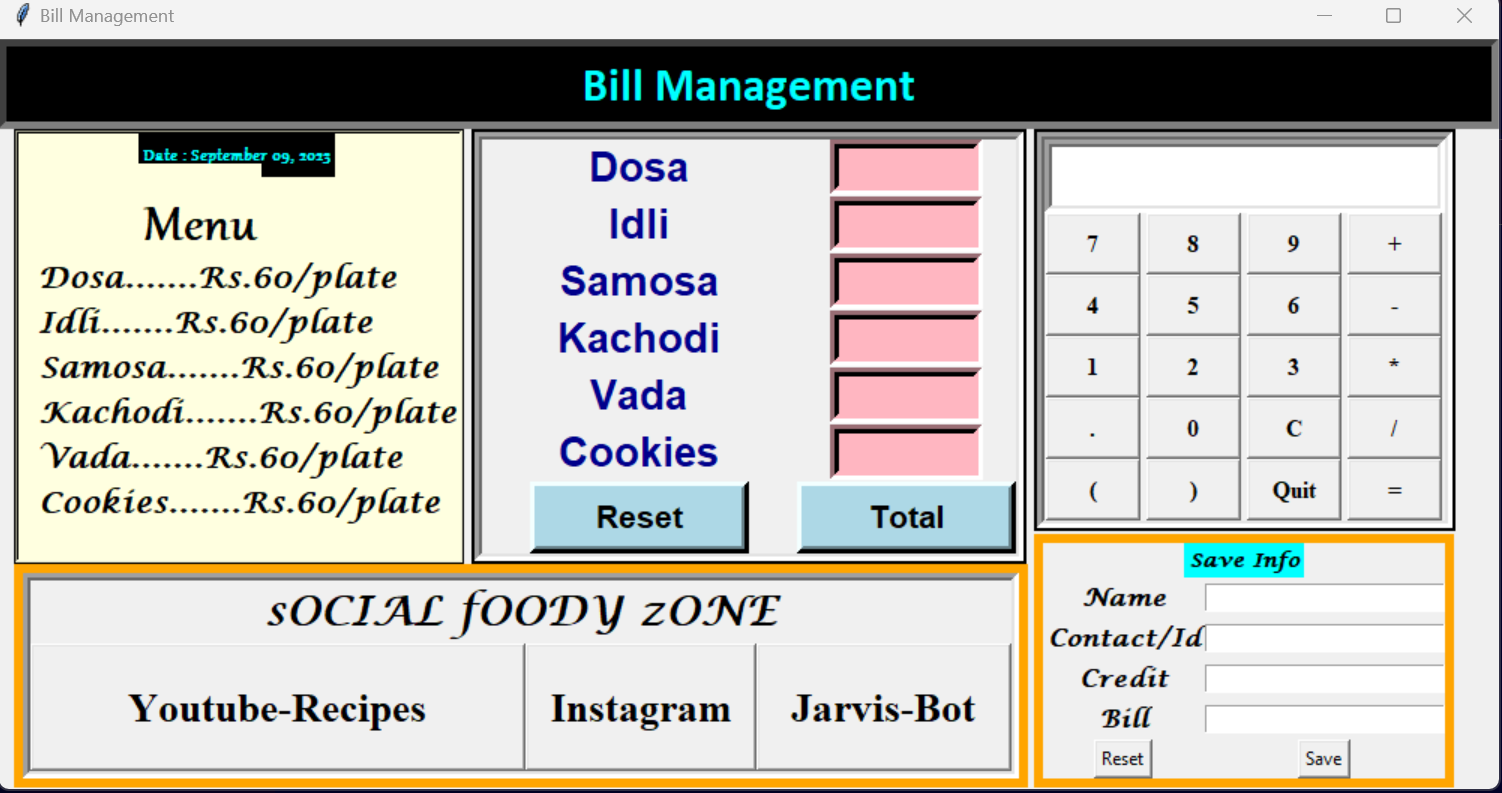 Bill Management
Bill Management
Date : September 09, 2023
Menu
Dosa.......Rs.60/plate
Idli.......Rs.60/plate
Samosa.......Rs.60/plate
Kachodi.......Rs.60/plate
Vada.......Rs.60/plate
Cookies.......Rs.60/plate
Dosa
Idli
Samosa
Kachodi
Vada
Cookies
Reset Total
7 8 9 +
4 5 6 -
1 2 3 *
. 0 C /
( ) Quit =
sOCIAL fOODY zONE
Youtube-Recipes Instagram Jarvis-Bot
Save Info
Name
Contact/Id
Credit
Bill
Reset Save